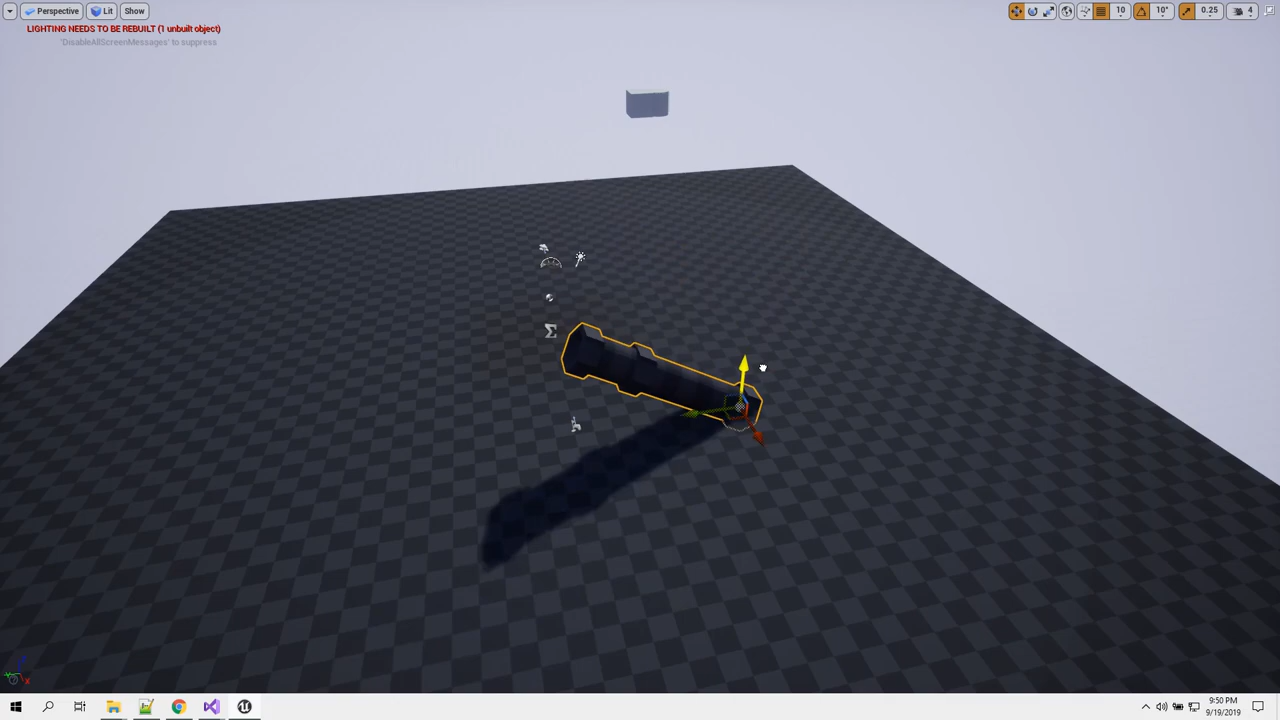 Perspective Lit Show 10 10° 0.25 4
LIGHTING NEEDS TO BE REBUILT (1 unbuilt object)
'DisableAllScreenMessages' to suppress
9:50 PM
9/19/2019